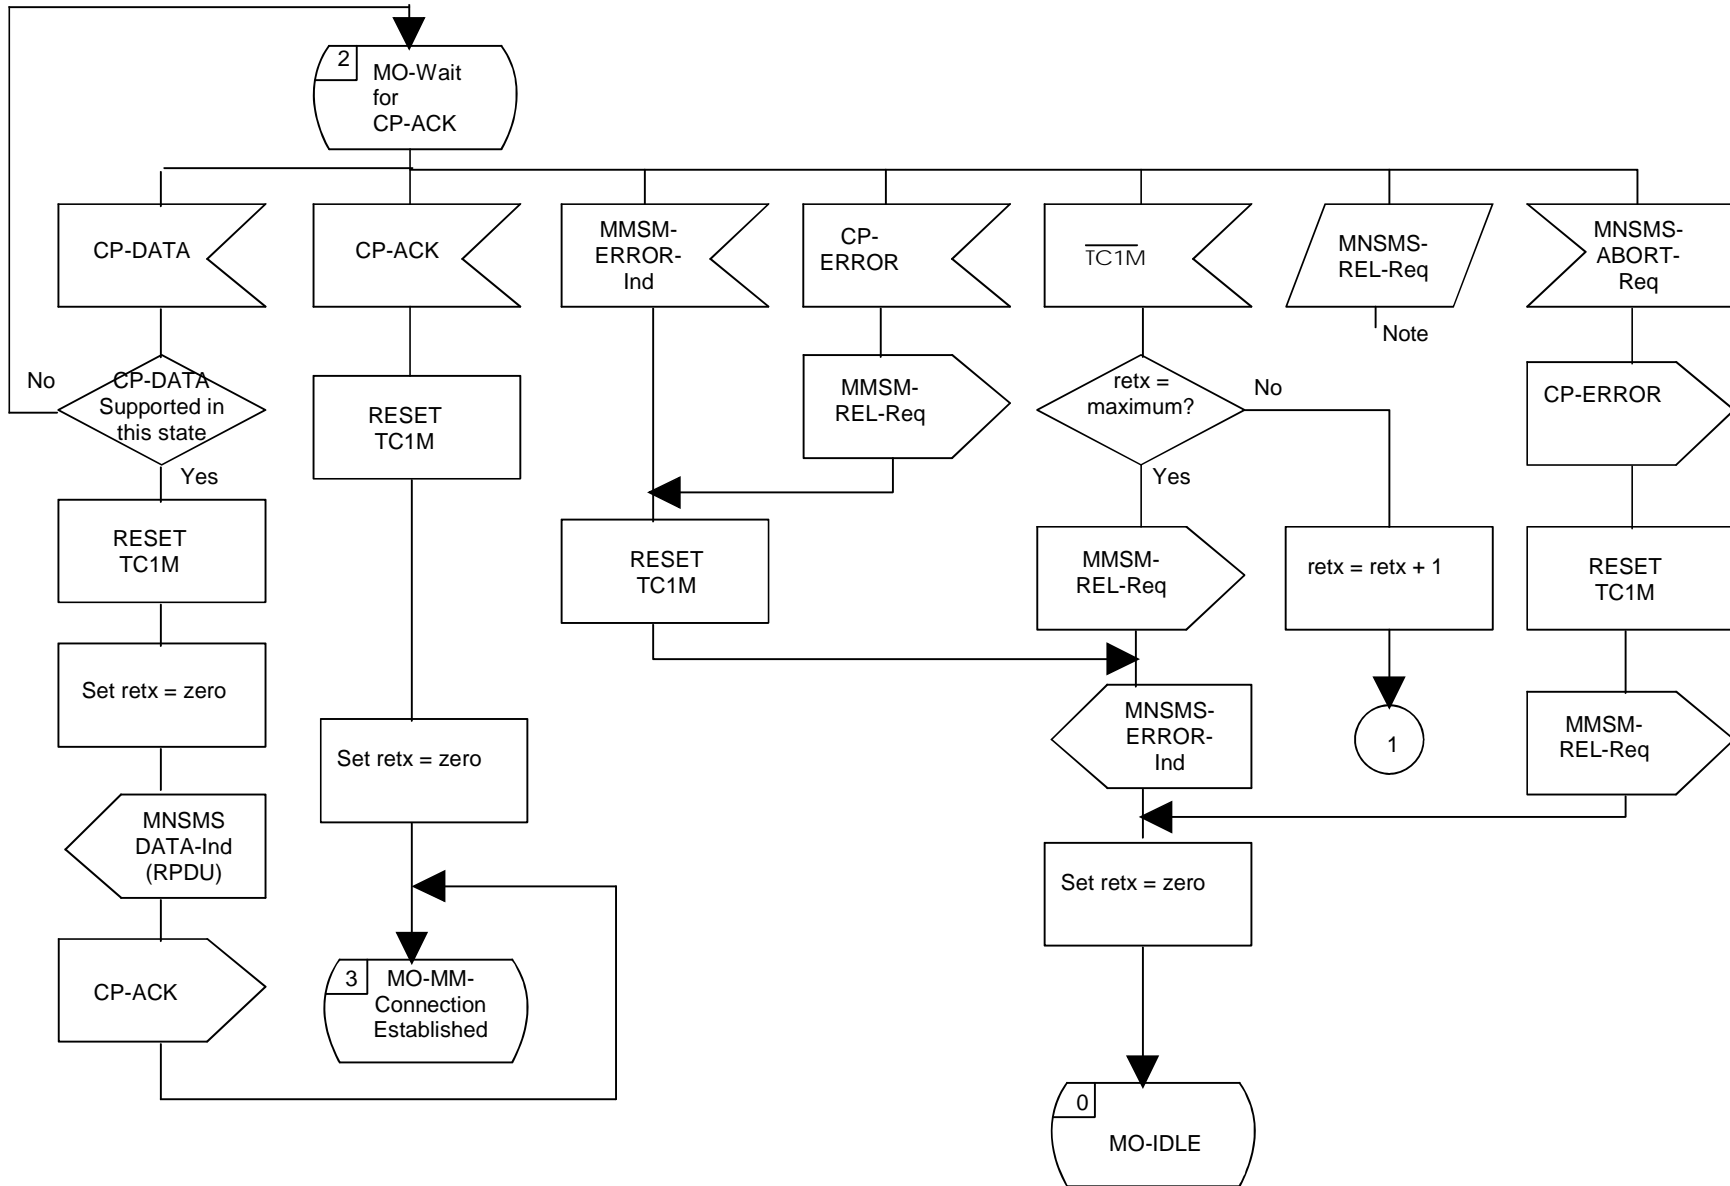 2
MO-Wait
for
CP-ACK
CP-DATA
CP-ACK
MMSM-
ERROR-
Ind
CP-
ERROR
TC1M
MNSMS-
REL-Req
Note
MNSMS-
ABORT-
Req
No
CP-DATA
Supported in
this state
Yes
RESET
TC1M
MMSM-
REL-Req
retx =
maximum?
No
Yes
CP-ERROR
RESET
TC1M
RESET
TC1M
MMSM-
REL-Req
retx = retx + 1
RESET
TC1M
Set retx = zero
Set retx = zero
MNSMS-
ERROR-
Ind
1
MMSM-
REL-Req
MNSMS
DATA-Ind
(RPDU)
Set retx = zero
CP-ACK
3
MO-MM-
Connection
Established
0
MO-IDLE